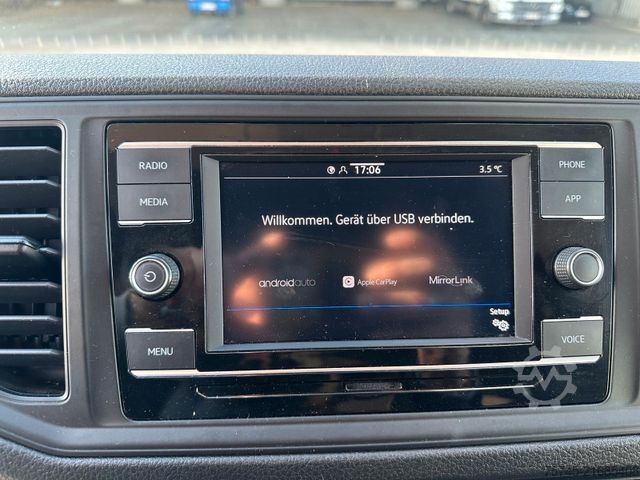 RADIO
MEDIA
MENU
17:06
3.5 °C
Willkommen. Gerät über USB verbinden.
androidauto
Apple CarPlay
MirrorLink
Setup
PHONE
APP
VOICE